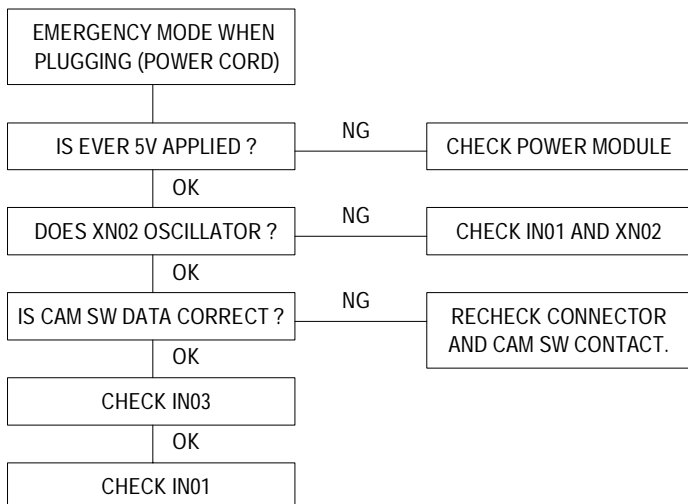 EMERGENCY MODE WHEN
PLUGGING (POWER CORD)
IS EVER 5V APPLIED ?
NG
CHECK POWER MODULE
OK
DOES XN02 OSCILLATOR ?
NG
CHECK IN01 AND XN02
OK
IS CAM SW DATA CORRECT ?
NG
RECHECK CONNECTOR
AND CAM SW CONTACT.
OK
CHECK IN03
OK
CHECK IN01